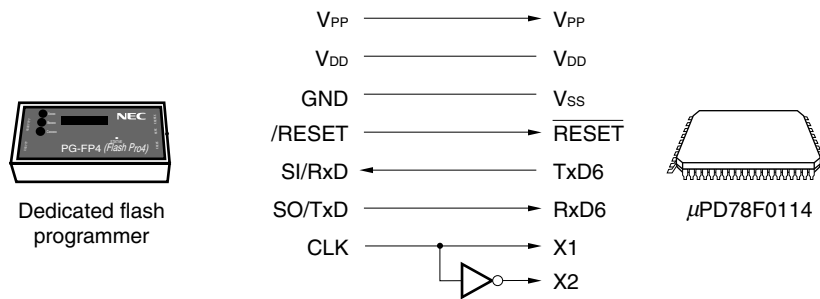 VPP VPP
VDD VDD
GND VSS
/RESET RESET
SI/RxD TxD6
SO/TxD RxD6
CLK X1
X2
NEC
PG-FP4 (Flash Pro4)
Dedicated flash
programmer
μPD78F0114